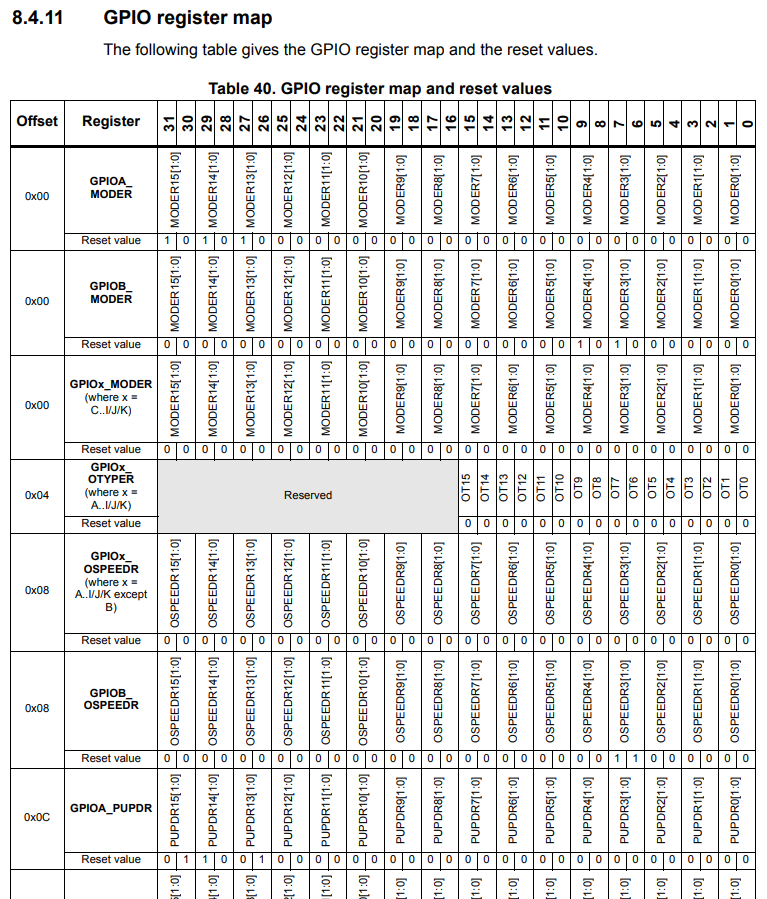 8.4.11 GPIO register map
The following table gives the GPIO register map and the reset values.
Table 40. GPIO register map and reset values
Offset Register 31 30 29 28 27 26 25 24 23 22 21 20 19 18 17 16 15 14 13 12 11 10 9 8 7 6 5 4 3 2 1 0
0x00 GPIOA_ MODER MODER15[1:0] MODER14[1:0] MODER13[1:0] MODER12[1:0] MODER11[1:0] MODER10[1:0] MODER9[1:0] MODER8[1:0] MODER7[1:0] MODER6[1:0] MODER5[1:0] MODER4[1:0] MODER3[1:0] MODER2[1:0] MODER1[1:0] MODER0[1:0]
Reset value 1 0 1 0 1 0 0 0 0 0 0 0 0 0 0 0 0 0 0 0 0 0 0 0 0 0 0 0 0 0 0 0
0x00 GPIOB_ MODER MODER15[1:0] MODER14[1:0] MODER13[1:0] MODER12[1:0] MODER11[1:0] MODER10[1:0] MODER9[1:0] MODER8[1:0] MODER7[1:0] MODER6[1:0] MODER5[1:0] MODER4[1:0] MODER3[1:0] MODER2[1:0] MODER1[1:0] MODER0[1:0]
Reset value 0 0 0 0 0 0 0 0 0 0 0 0 0 0 0 0 0 0 0 0 0 0 1 0 1 0 0 0 0 0 0 0
0x00 GPIOx_MODER (where x = C..I/J/K) MODER15[1:0] MODER14[1:0] MODER13[1:0] MODER12[1:0] MODER11[1:0] MODER10[1:0] MODER9[1:0] MODER8[1:0] MODER7[1:0] MODER6[1:0] MODER5[1:0] MODER4[1:0] MODER3[1:0] MODER2[1:0] MODER1[1:0] MODER0[1:0]
Reset value 0 0 0 0 0 0 0 0 0 0 0 0 0 0 0 0 0 0 0 0 0 0 0 0 0 0 0 0 0 0 0 0
0x04 GPIOx_ OTYPER (where x = A..I/J/K) Reserved OT15 OT14 OT13 OT12 OT11 OT10 OT9 OT8 OT7 OT6 OT5 OT4 OT3 OT2 OT1 OT0
Reset value 0 0 0 0 0 0 0 0 0 0 0 0 0 0 0 0
0x08 GPIOx_ OSPEEDR (where x = A..I/J/K except B) OSPEEDR15[1:0] OSPEEDR14[1:0] OSPEEDR13[1:0] OSPEEDR12[1:0] OSPEEDR11[1:0] OSPEEDR10[1:0] OSPEEDR9[1:0] OSPEEDR8[1:0] OSPEEDR7[1:0] OSPEEDR6[1:0] OSPEEDR5[1:0] OSPEEDR4[1:0] OSPEEDR3[1:0] OSPEEDR2[1:0] OSPEEDR1[1:0] OSPEEDR0[1:0]
Reset value 0 0 0 0 0 0 0 0 0 0 0 0 0 0 0 0 0 0 0 0 0 0 0 0 0 0 0 0 0 0 0 0
0x08 GPIOB_ OSPEEDR OSPEEDR15[1:0] OSPEEDR14[1:0] OSPEEDR13[1:0] OSPEEDR12[1:0] OSPEEDR11[1:0] OSPEEDR10[1:0] OSPEEDR9[1:0] OSPEEDR8[1:0] OSPEEDR7[1:0] OSPEEDR6[1:0] OSPEEDR5[1:0] OSPEEDR4[1:0] OSPEEDR3[1:0] OSPEEDR2[1:0] OSPEEDR1[1:0] OSPEEDR0[1:0]
Reset value 0 0 0 0 0 0 0 0 0 0 0 0 0 0 0 0 0 0 0 0 0 0 0 0 1 1 0 0 0 0 0 0
0x0C GPIOA_PUPDR PUPDR15[1:0] PUPDR14[1:0] PUPDR13[1:0] PUPDR12[1:0] PUPDR11[1:0] PUPDR10[1:0] PUPDR9[1:0] PUPDR8[1:0] PUPDR7[1:0] PUPDR6[1:0] PUPDR5[1:0] PUPDR4[1:0] PUPDR3[1:0] PUPDR2[1:0] PUPDR1[1:0] PUPDR0[1:0]
Reset value 0 1 1 0 0 1 0 0 0 0 0 0 0 0 0 0 0 0 0 0 0 0 0 0 0 0 0 0 0 0 0 0